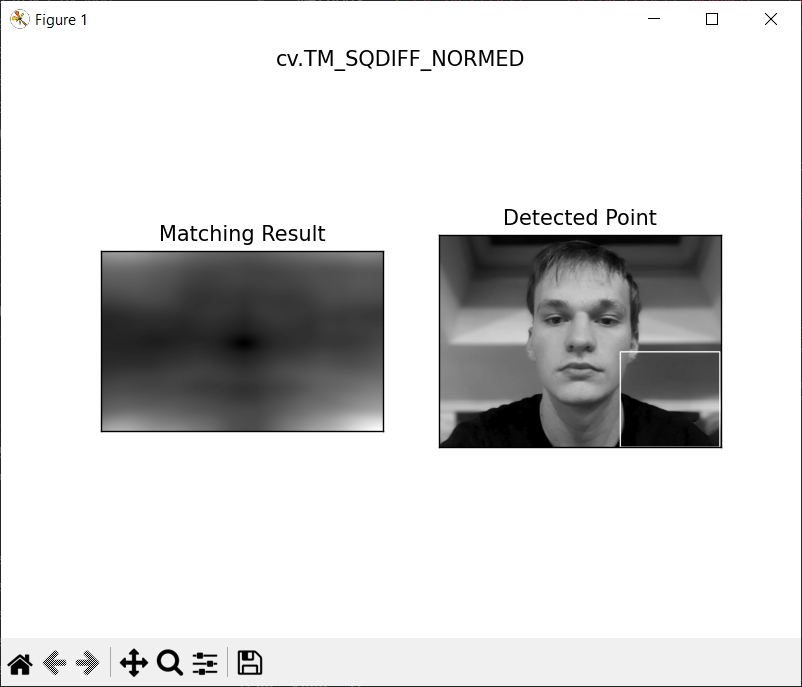 Figure 1
cv.TM_SQDIFF_NORMED
Matching Result
Detected Point